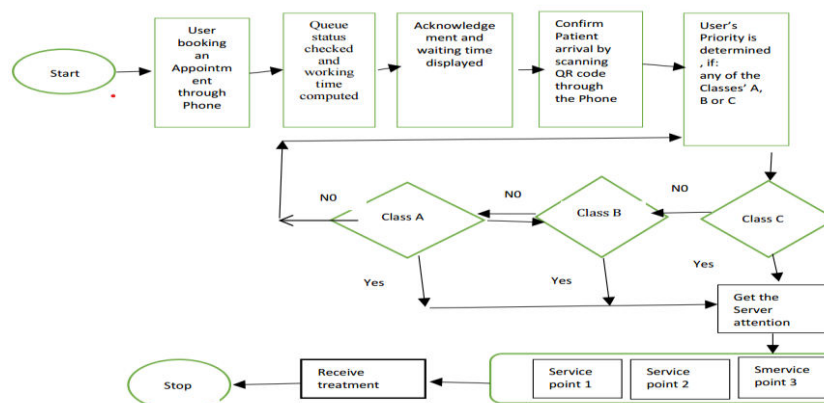 Start
User
booking
an
Appointm
ent
through
Phone
Queue
status
checked
and
working
time
computed
Acknowledge
ment and
waiting time
displayed
Confirm
Patient
arrival by
scanning
QR code
through
the Phone
User's
Priority is
determined
, if:
any of the
Classes' A,
B or C
N0
Class A
N0
Class B
N0
Class C
Yes
Yes
Yes
Get the
Server
attention
Stop
Receive
treatment
Service
point 1
Service
point 2
Smervice
point 3